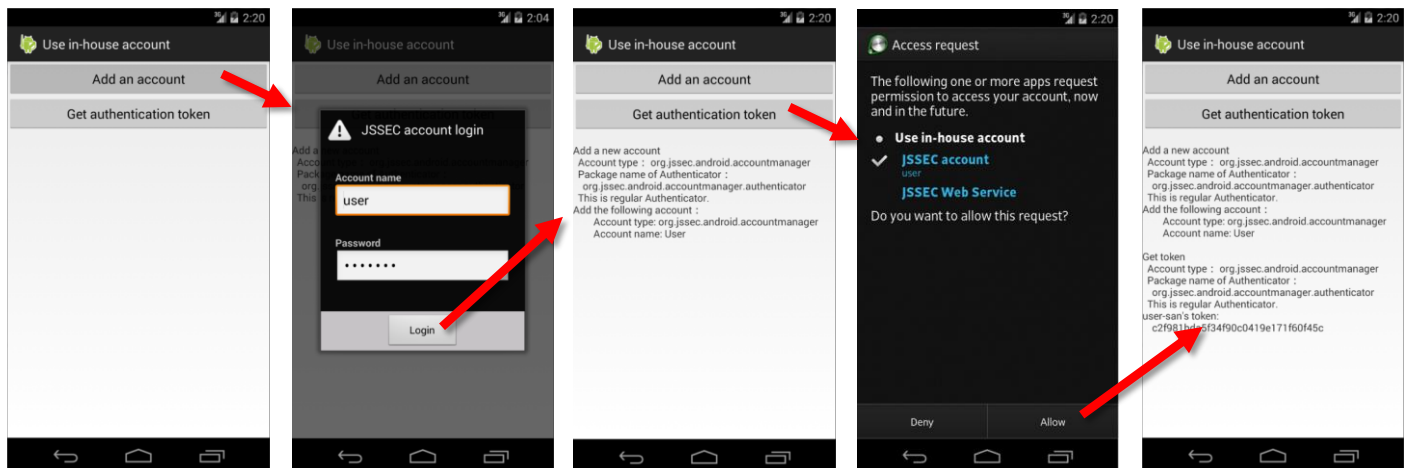 3G 2:20
Use in-house account
Add an account
Get authentication token
3G 2:04
Use in-house account
Add an account
Get authentication token
JSSEC account login
Account name
user
Password
•••••••
Login
3G 2:20
Use in-house account
Add an account
Get authentication token
Add a new account
Account type : org.jssec.android.accountmanager
Package name of Authenticator :
org.jssec.android.accountmanager.authenticator
This is regular Authenticator.
Add the following account :
Account type: org.jssec.android.accountmanager
Account name: User
3G 2:20
Access request
The following one or more apps request
permission to access your account, now
and in the future.
Use in-house account
JSSEC account
user
JSSEC Web Service
Do you want to allow this request?
Deny
Allow
3G 2:20
Use in-house account
Add an account
Get authentication token
Add a new account
Account type : org.jssec.android.accountmanager
Package name of Authenticator :
org.jssec.android.accountmanager.authenticator
This is regular Authenticator.
Add the following account :
Account type: org.jssec.android.accountmanager
Account name: User
Get token
Account type : org.jssec.android.accountmanager
Package name of Authenticator :
org.jssec.android.accountmanager.authenticator
This is regular Authenticator.
user-san's token: